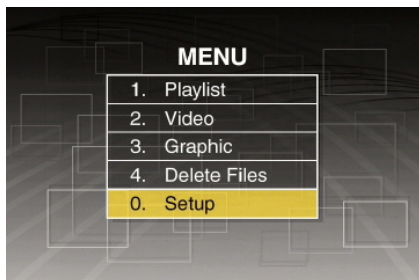 MENU
1. Playlist
2. Video
3. Graphic
4. Delete Files
0. Setup